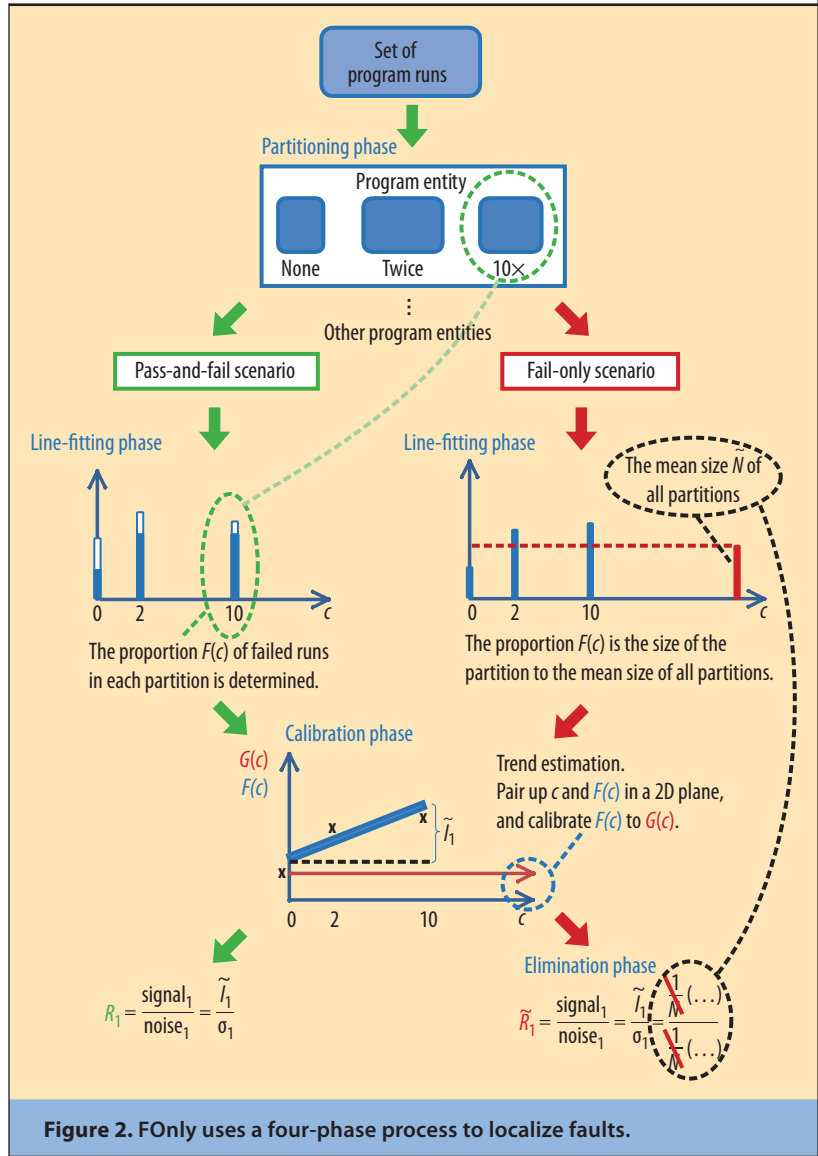 Set of
program runs
Partitioning phase
Program entity
None Twice 10×
⋮
Other program entities
Pass-and-fail scenario
Fail-only scenario
Line-fitting phase
0 2 10 c
The proportion F(c) of failed runs
in each partition is determined.
Line-fitting phase
The mean size Ñ of
all partitions
0 2 10 c
The proportion F(c) is the size of the
partition to the mean size of all partitions.
Calibration phase
G(c)
F(c)
x x x
Ĩ₁
0 2 10 c
Trend estimation.
Pair up c and F(c) in a 2D plane,
and calibrate F(c) to G(c).
R₁ = signal₁/noise₁ = Ĩ₁/σ₁
Elimination phase
R̃₁ = signal₁/noise₁ = Ĩ₁/σ₁ = 1/Ñ (...) / 1/Ñ (...)
Figure 2. FOnly uses a four-phase process to localize faults.